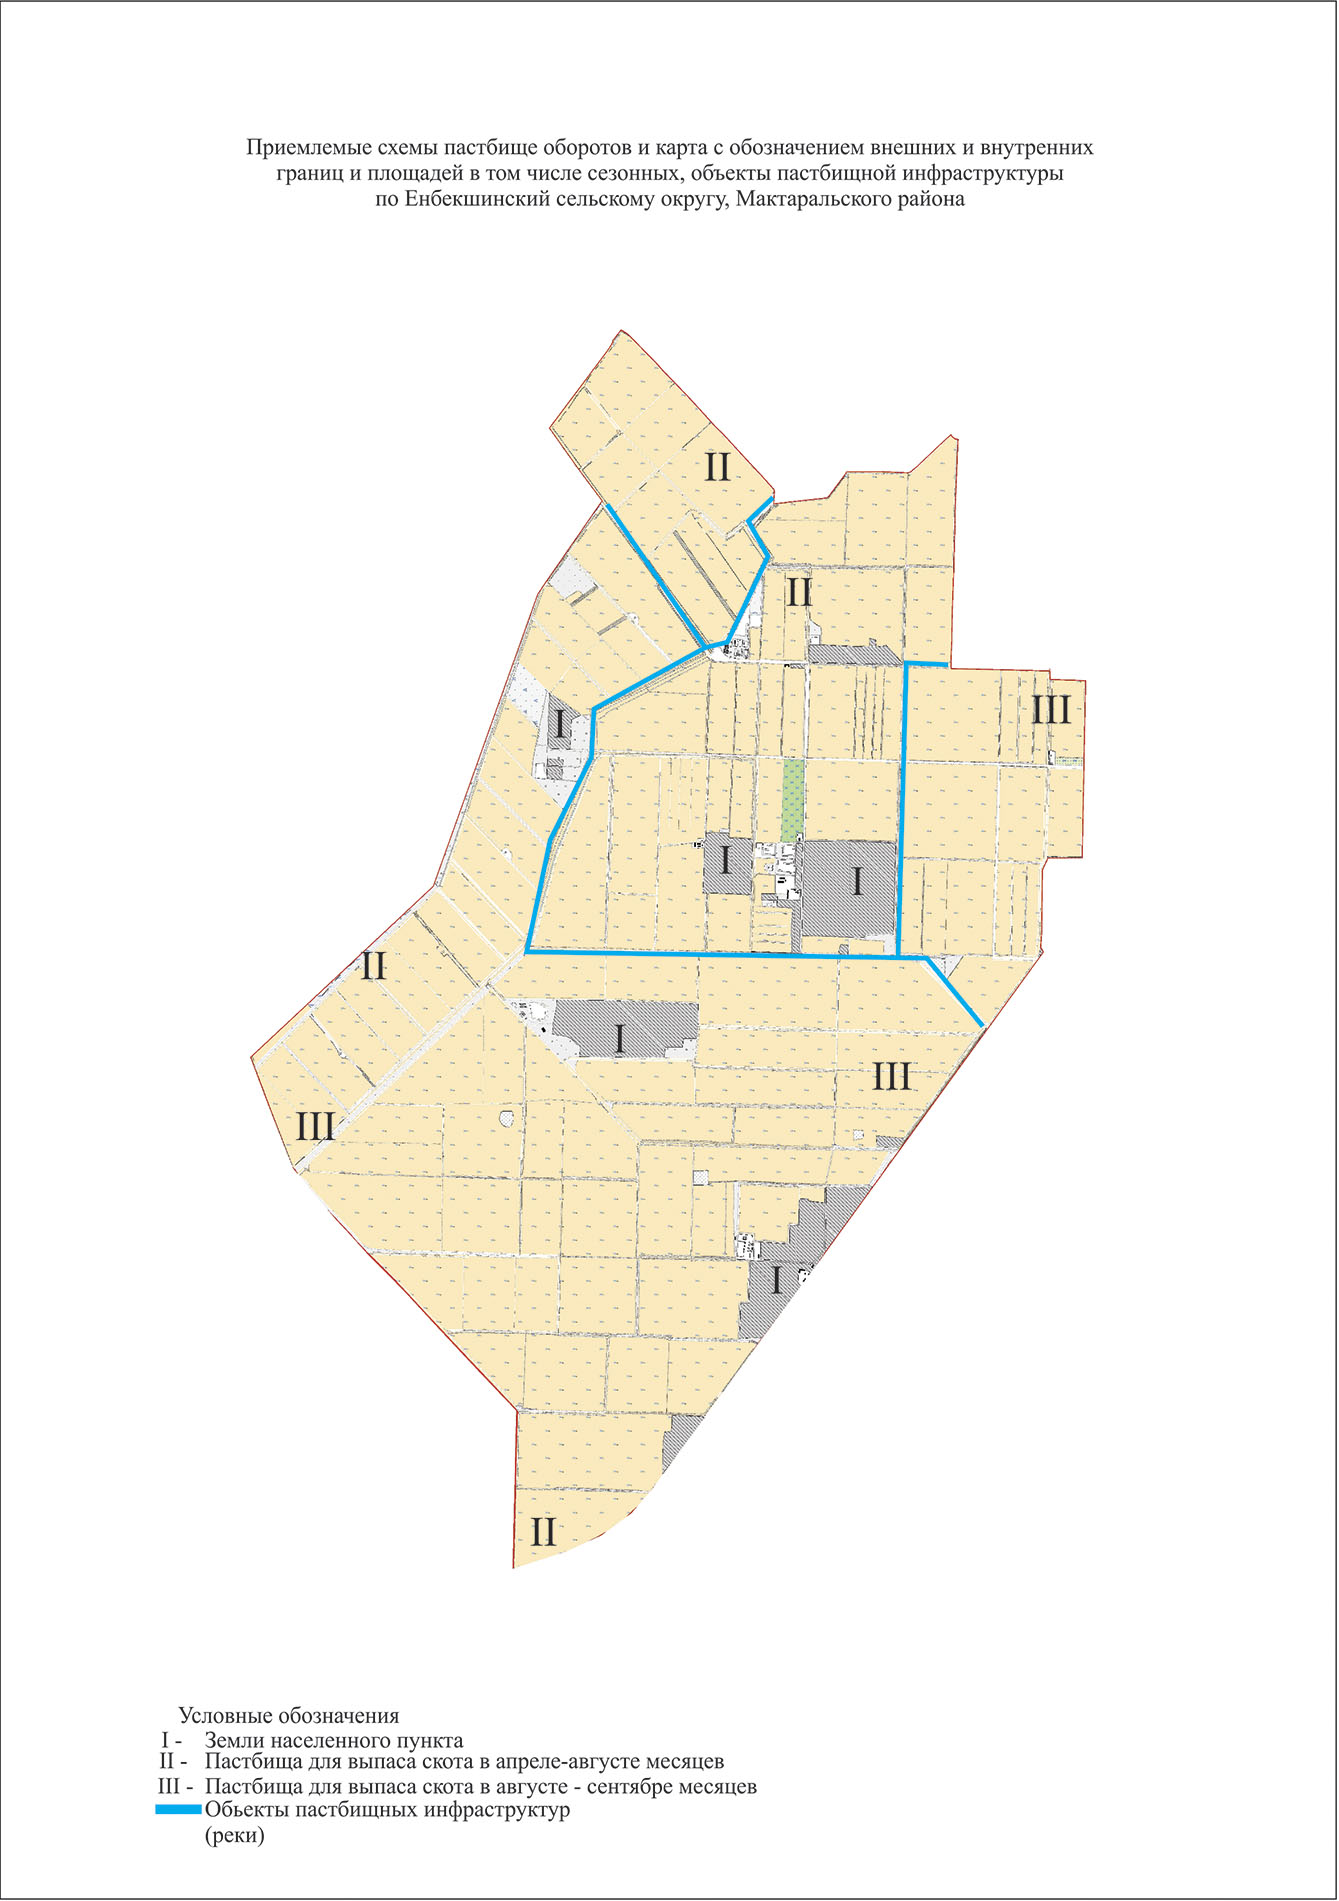 Приемлемые схемы пастбище оборотов и карта с обозначением внешних и внутренних
границ и площадей в том числе сезонных, объекты пастбищной инфраструктуры
по Енбекшинский сельскому округу, Мактаральского района
II
II
III
I
I
I
II
I
III
III
I
II
Условные обозначения
I - Земли населенного пункта
II - Пастбища для выпаса скота в апреле-августе месяцев
III - Пастбища для выпаса скота в августе - сентябре месяцев
Обьекты пастбищных инфраструктур
(реки)